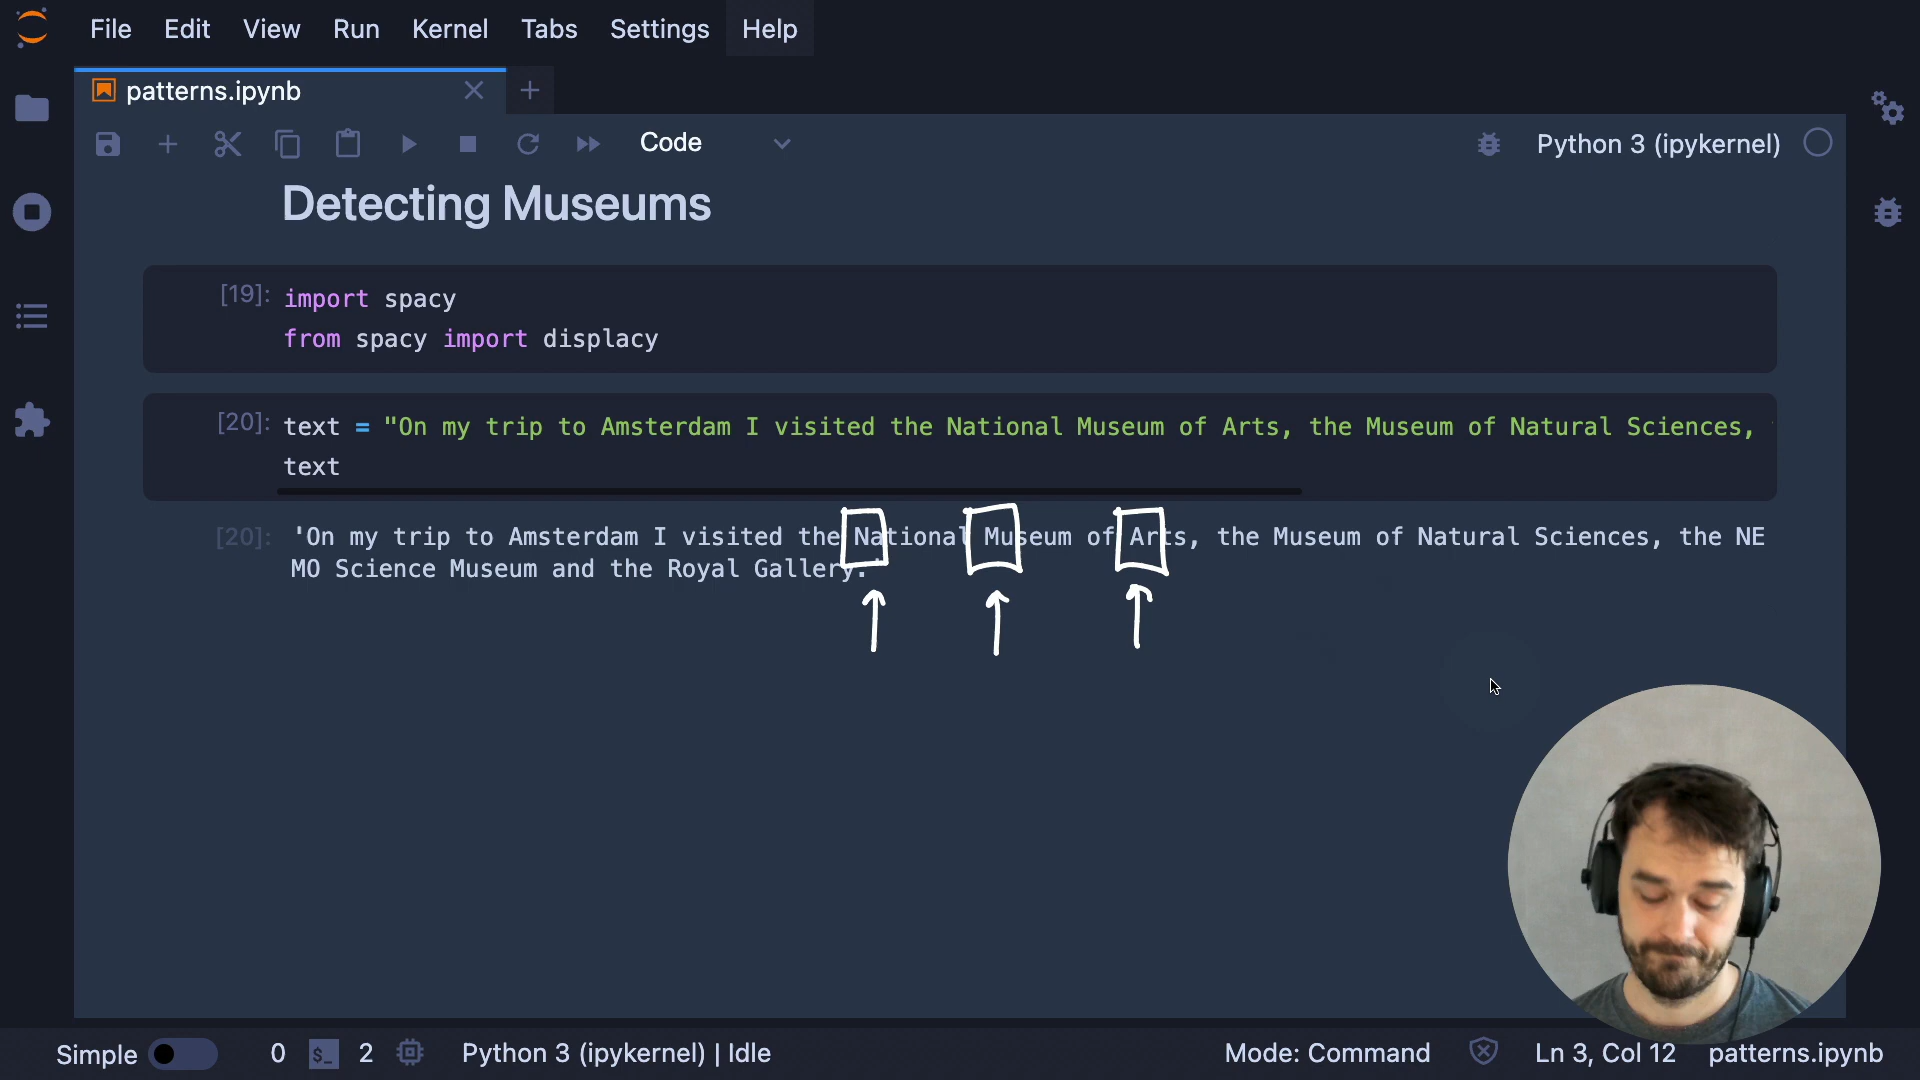 File Edit View Run Kernel Tabs Settings Help
patterns.ipynb
Code
Python 3 (ipykernel)
Detecting Museums
[19]: import spacy
from spacy import displacy
[20]: text = "On my trip to Amsterdam I visited the National Museum of Arts, the Museum of Natural Sciences,
text
[20]: 'On my trip to Amsterdam I visited the National Museum of Arts, the Museum of Natural Sciences, the NE
MO Science Museum and the Royal Gallery.'
Simple 0 $_ 2 Python 3 (ipykernel) | Idle Mode: Command Ln 3, Col 12 patterns.ipynb